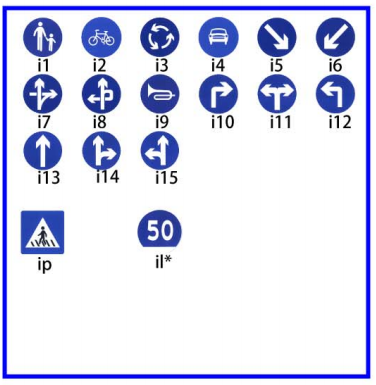 i1 i2 i3 i4 i5 i6
i7 i8 i9 i10 i11 i12
i13 i14 i15
50
ip il*